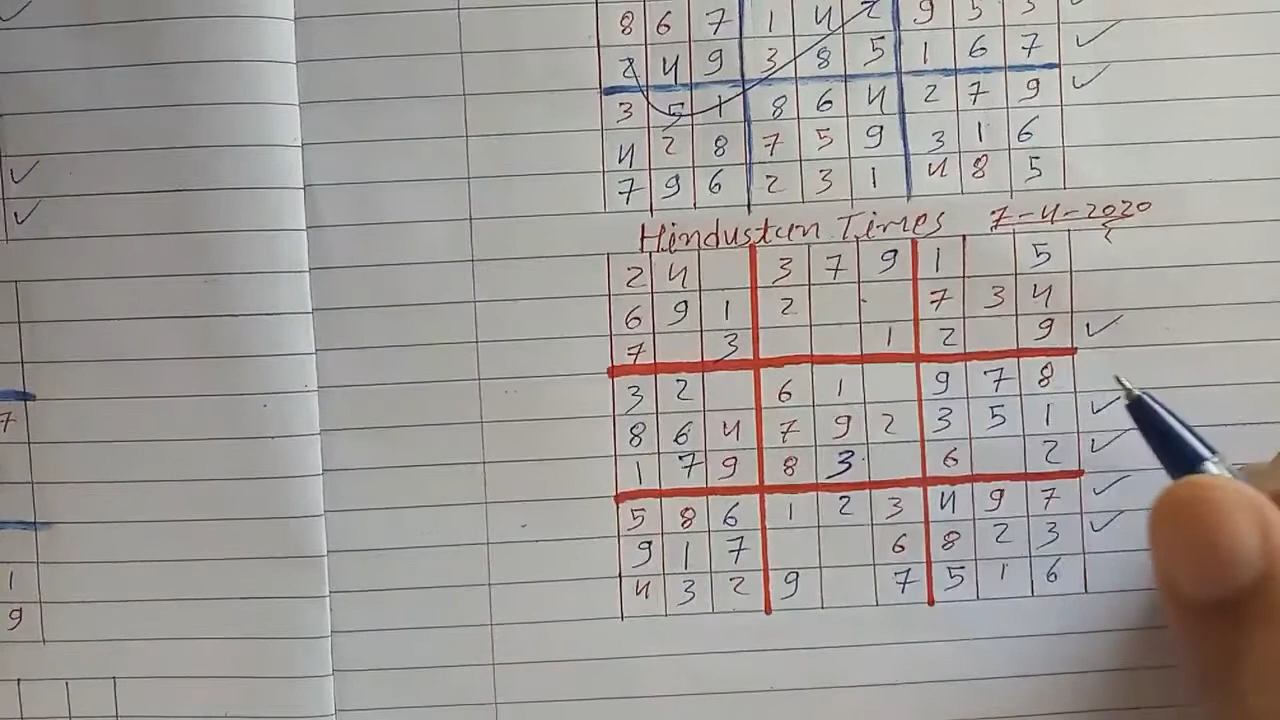 8 6 7 1 4 2 9 5 3
2 4 9 3 8 5 1 6 7
3 5 1 8 6 4 2 7 9
4 2 8 7 5 9 3 1 6
7 9 6 2 3 1 4 8 5
Hindustan Times 7-4-2020
2 4 3 7 9 1 5
6 9 1 2 7 3 4
7 3 1 2 9
3 2 6 1 9 7 8
8 6 4 7 9 2 3 5 1
1 7 9 8 3 6 2
5 8 6 1 2 3 4 9 7
9 1 7 6 8 2 3
4 3 2 9 7 5 1 6
7
1
9